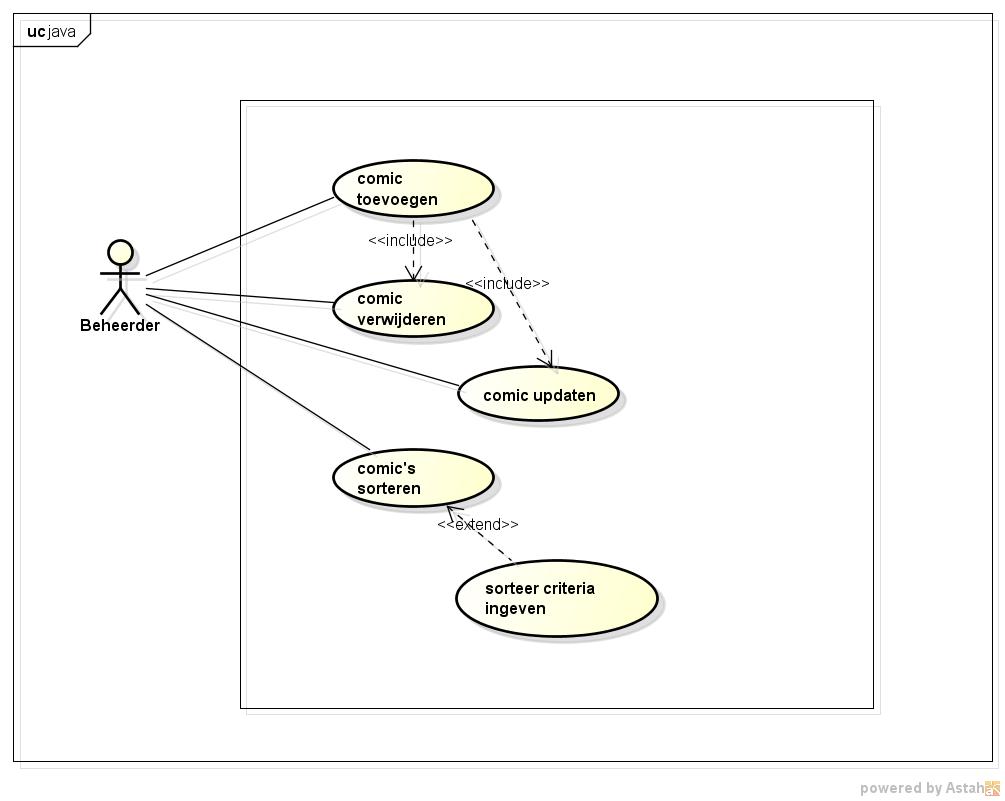 uc java
comic
toevoegen
<<include>>
<<include>>
comic
verwijderen
Beheerder
comic updaten
comic's
sorteren
<<extend>>
sorteer criteria
ingeven
powered by Astah